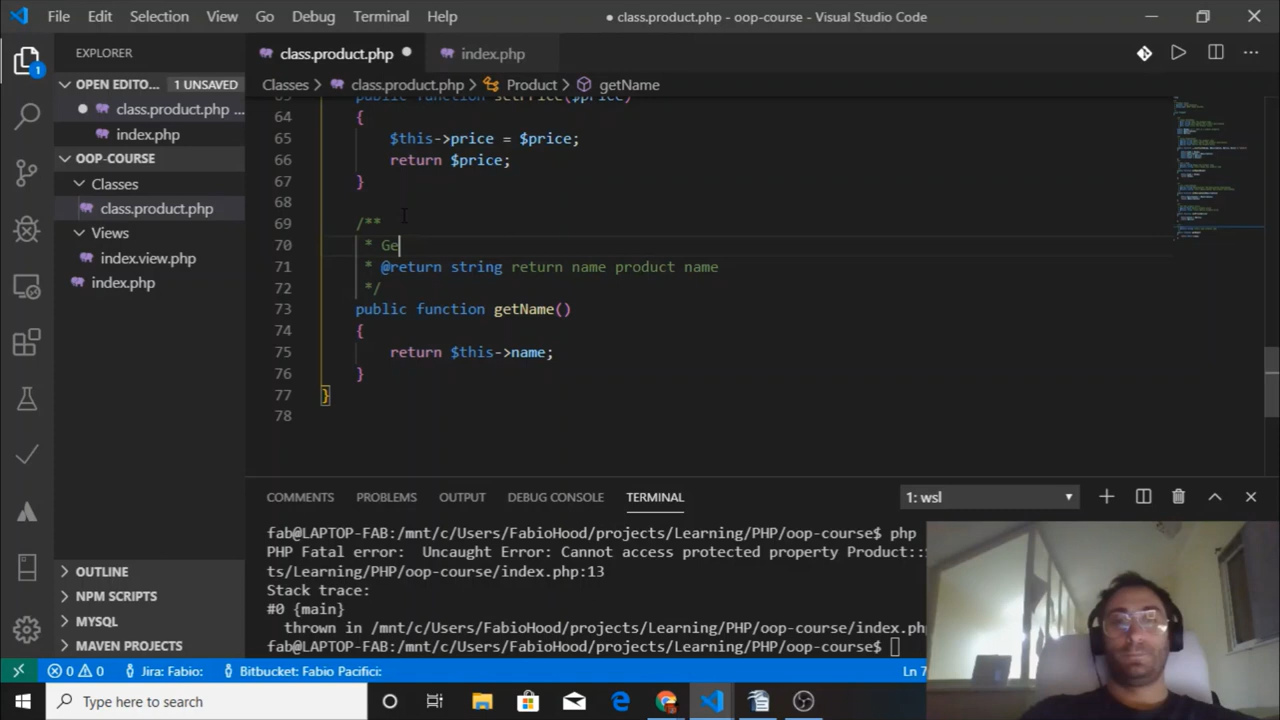 File Edit Selection View Go Debug Terminal Help
● class.product.php - oop-course - Visual Studio Code
EXPLORER
class.product.php
index.php
OPEN EDITO... 1 UNSAVED
Classes > class.product.php > Product > getName
class.product.php ...
index.php
OOP-COURSE
Classes
class.product.php
Views
index.view.php
index.php
public function setPrice($price)
64 {
65 $this->price = $price;
66 return $price;
67 }
68
69 /**
70 * Ge
71 * @return string return name product name
72 */
73 public function getName()
74 {
75 return $this->name;
76 }
77 }
78
COMMENTS PROBLEMS OUTPUT DEBUG CONSOLE TERMINAL 1: wsl
fab@LAPTOP-FAB:/mnt/c/Users/FabioHood/projects/Learning/PHP/oop-course$ php
PHP Fatal error: Uncaught Error: Cannot access protected property Product::
ts/Learning/PHP/oop-course/index.php:13
Stack trace:
#0 {main}
thrown in /mnt/c/Users/FabioHood/projects/Learning/PHP/oop-course/index.php
fab@LAPTOP-FAB:/mnt/c/Users/FabioHood/projects/Learning/PHP/oop-course$
OUTLINE
NPM SCRIPTS
MYSQL
MAVEN PROJECTS
1
0 0 Jira: Fabio: Bitbucket: Fabio Pacifici: Ln 7
Type here to search